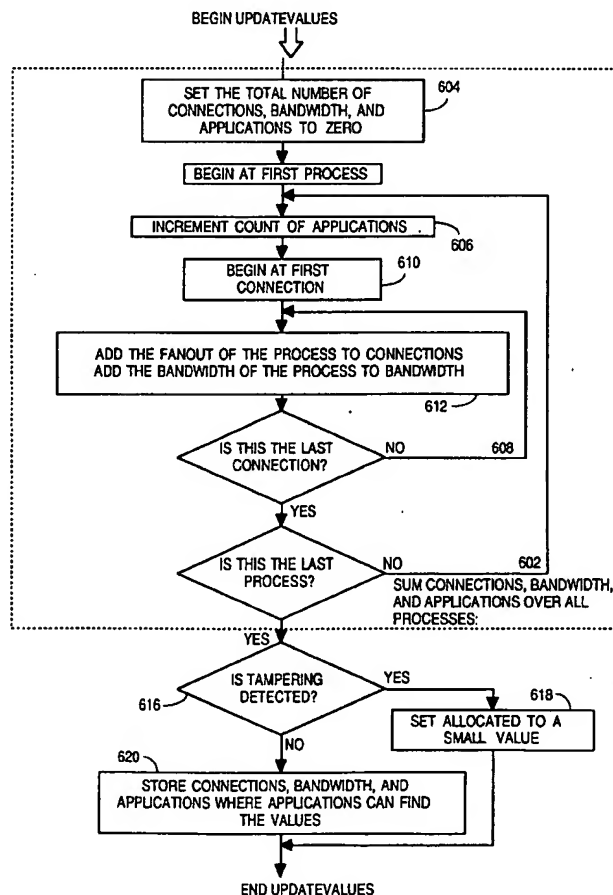 BEGIN UPDATEVALUES
SET THE TOTAL NUMBER OF
CONNECTIONS, BANDWIDTH, AND
APPLICATIONS TO ZERO
604
BEGIN AT FIRST PROCESS
INCREMENT COUNT OF APPLICATIONS
606
BEGIN AT FIRST
CONNECTION
610
ADD THE FANOUT OF THE PROCESS TO CONNECTIONS
ADD THE BANDWIDTH OF THE PROCESS TO BANDWIDTH
612
IS THIS THE LAST
CONNECTION?
NO
608
YES
IS THIS THE LAST
PROCESS?
NO
602
SUM CONNECTIONS, BANDWIDTH,
AND APPLICATIONS OVER ALL
PROCESSES:
YES
IS TAMPERING
DETECTED?
616
YES
618
SET ALLOCATED TO A
SMALL VALUE
NO
620
STORE CONNECTIONS, BANDWIDTH, AND
APPLICATIONS WHERE APPLICATIONS CAN FIND
THE VALUES
END UPDATEVALUES